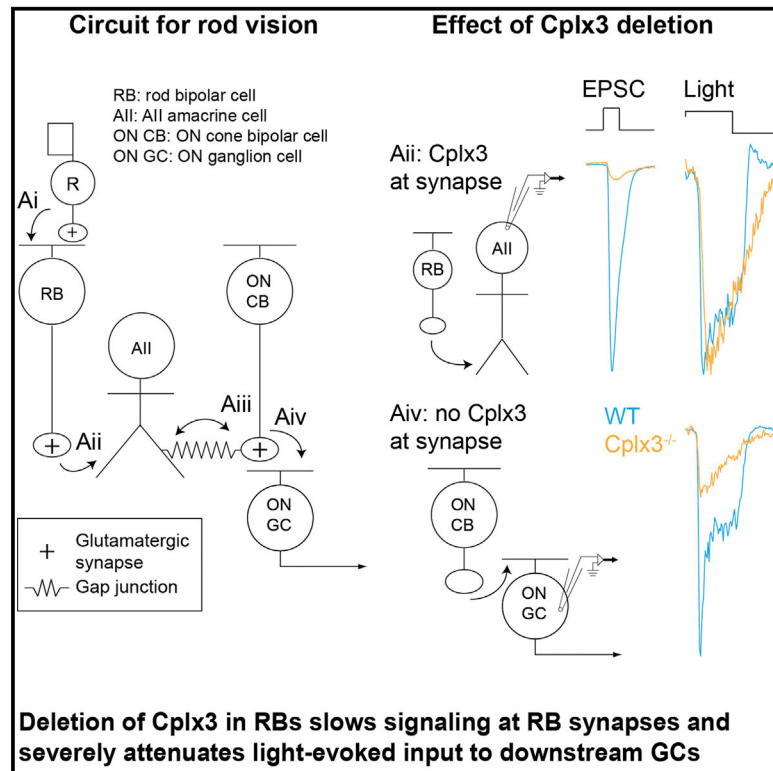 Circuit for rod vision
RB: rod bipolar cell
AII: AII amacrine cell
ON CB: ON cone bipolar cell
ON GC: ON ganglion cell
R
Ai
+
RB
ON
CB
AII
Aiii
Aiv
+
Aii
+
ON
GC
+ Glutamatergic
synapse
Gap junction
Effect of Cplx3 deletion
EPSC
Light
Aii: Cplx3
at synapse
RB
AII
Aiv: no Cplx3
at synapse
WT
Cplx3-/-
ON
CB
ON
GC
Deletion of Cplx3 in RBs slows signaling at RB synapses and
severely attenuates light-evoked input to downstream GCs